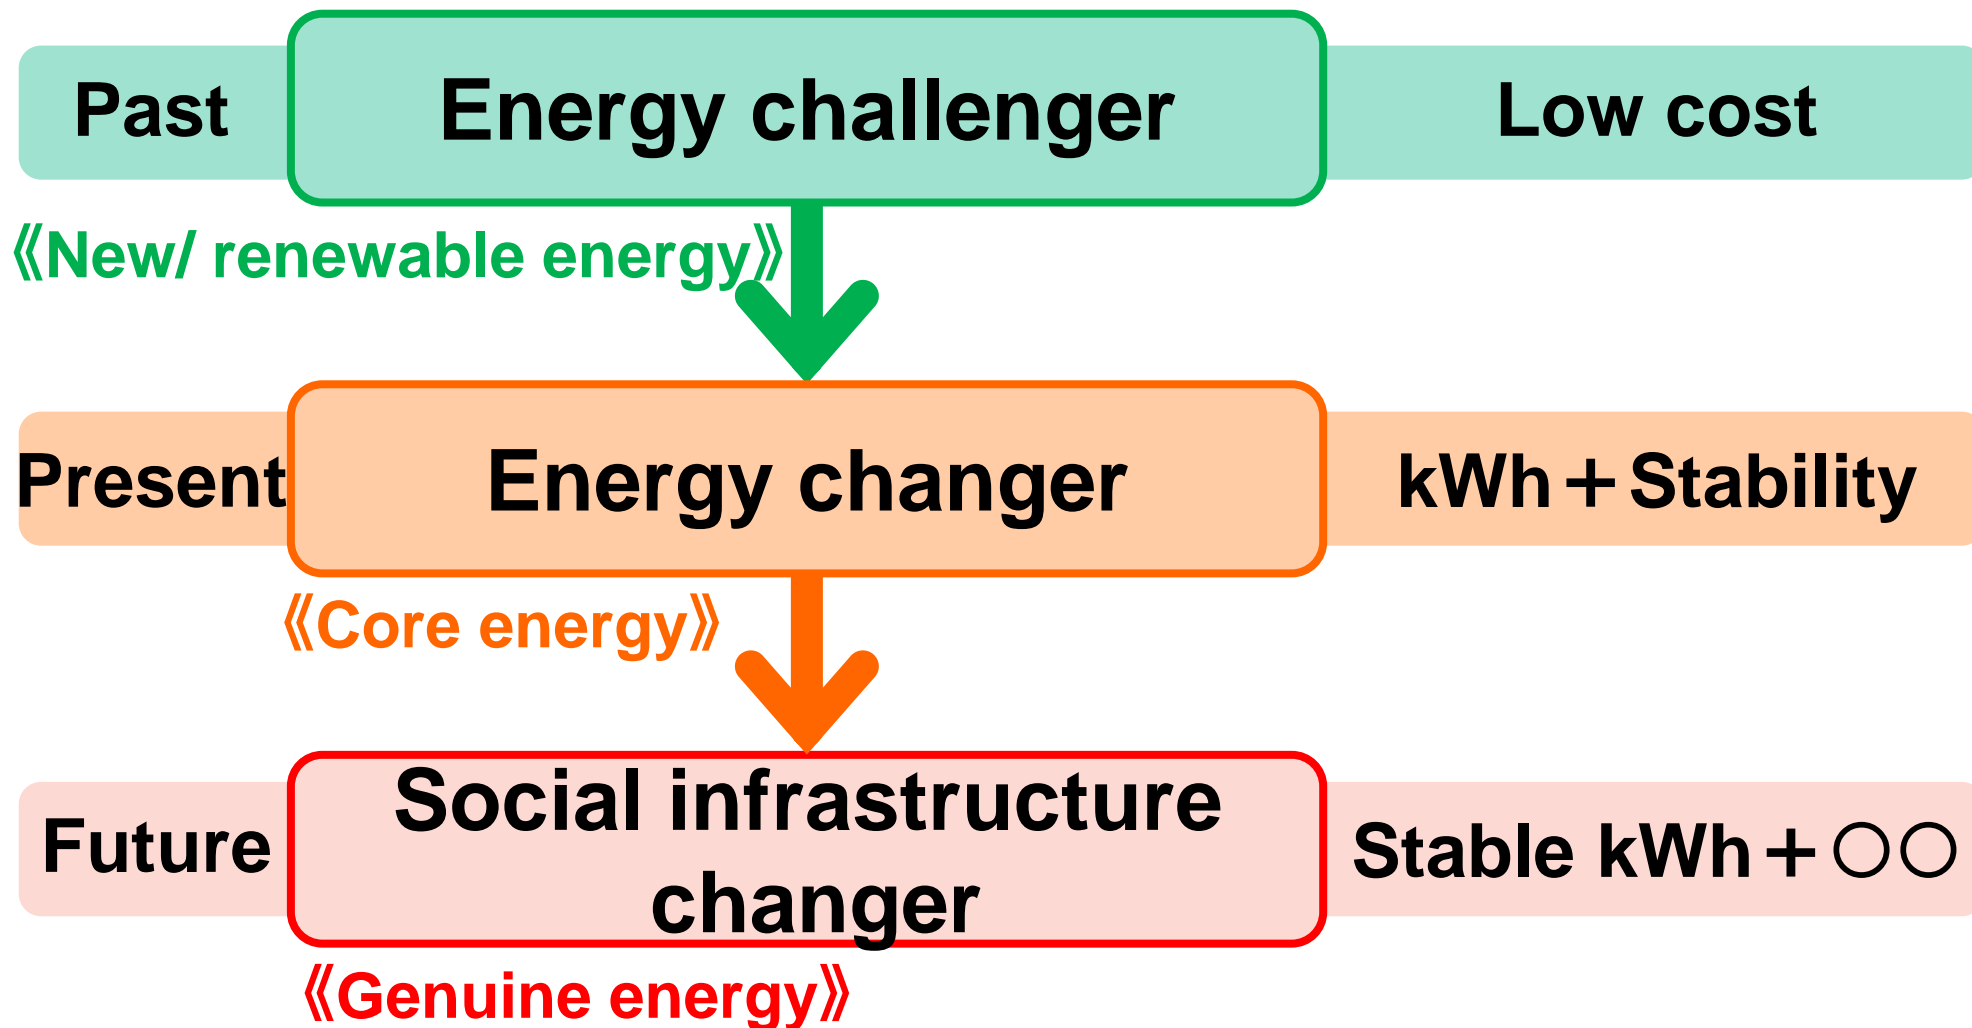 Past
Energy challenger
Low cost
《New/ renewable energy》
Present
Energy changer
kWh＋Stability
《Core energy》
Future
Social infrastructure
changer
Stable kWh＋○○
《Genuine energy》